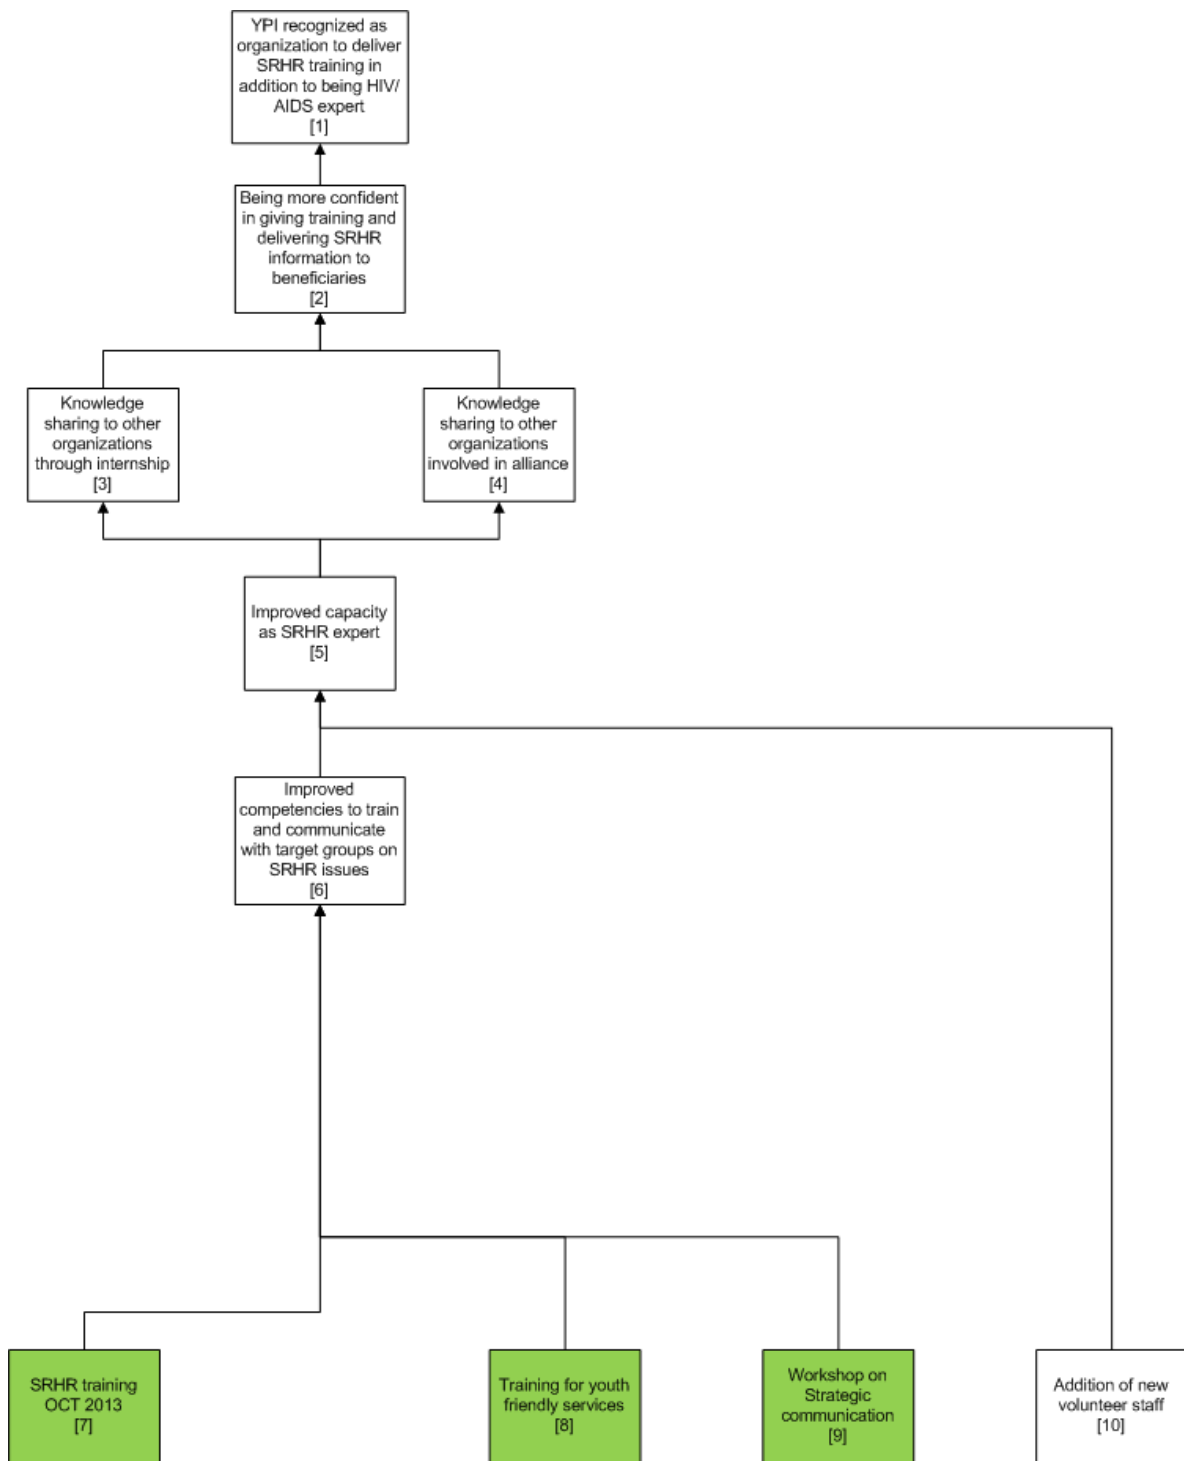 YPI recognized as
organization to deliver
SRHR training in
addition to being HIV/
AIDS expert
[1]
Being more confident
in giving training and
delivering SRHR
information to
beneficiaries
[2]
Knowledge
sharing to other
organizations
through internship
[3]
Knowledge
sharing to other
organizations
involved in alliance
[4]
Improved capacity
as SRHR expert
[5]
Improved
competencies to train
and communicate
with target groups on
SRHR issues
[6]
SRHR training
OCT 2013
[7]
Training for youth
friendly services
[8]
Workshop on
Strategic
communication
[9]
Addition of new
volunteer staff
[10]